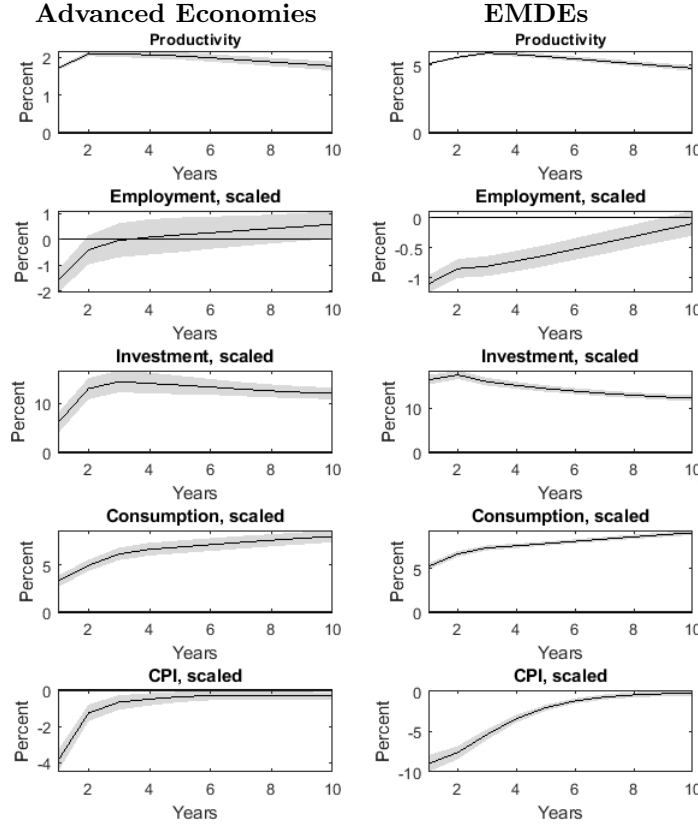 Advanced Economies
EMDEs
Productivity
Percent
2
1
0
2 4 6 8 10
Years
Productivity
Percent
5
0
2 4 6 8 10
Years
Employment, scaled
Percent
1
0
-1
-2
2 4 6 8 10
Years
Employment, scaled
Percent
0
-0.5
-1
2 4 6 8 10
Years
Investment, scaled
Percent
10
0
2 4 6 8 10
Years
Investment, scaled
Percent
10
0
2 4 6 8 10
Years
Consumption, scaled
Percent
5
0
2 4 6 8 10
Years
Consumption, scaled
Percent
5
0
2 4 6 8 10
Years
CPI, scaled
Percent
0
-2
-4
2 4 6 8 10
Years
CPI, scaled
Percent
0
-5
-10
2 4 6 8 10
Years